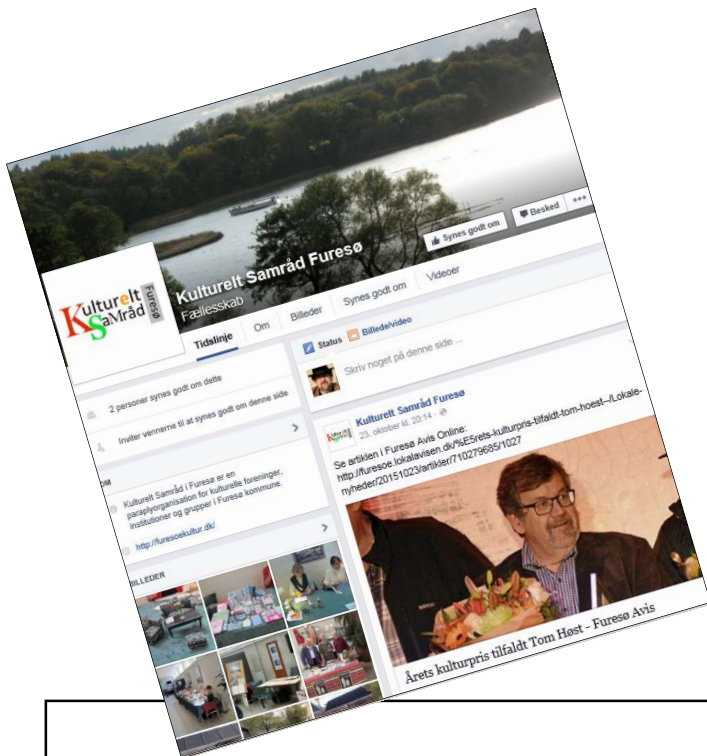 Kulturelt
SaMråd
Furesø
Kulturelt Samråd Furesø
Fællesskab
Synes godt om
Besked
Tidslinje
Om
Billeder
Synes godt om
Videoer
2 personer synes godt om dette
Inviter vennerne til at synes godt om denne side
OM
Kulturelt Samråd i Furesø er en
paraplyorganisation for kulturelle foreninger,
institutioner og grupper i Furesø kommune.
http://furesoekultur.dk/
BILLEDER
Status
Billede/video
Skriv noget på denne side ...
Kulturelt Samråd Furesø
23. oktober kl. 20:14 ·
Se artiklen i Furesø Avis Online:
http://furesoe.lokalavisen.dk/%E5rets-kulturpris-tilfaldt-tom-hoest-/Lokale-
nyheder/20151023/artikler/710279685/1027
Årets kulturpris tilfaldt Tom Høst - Furesø Avis